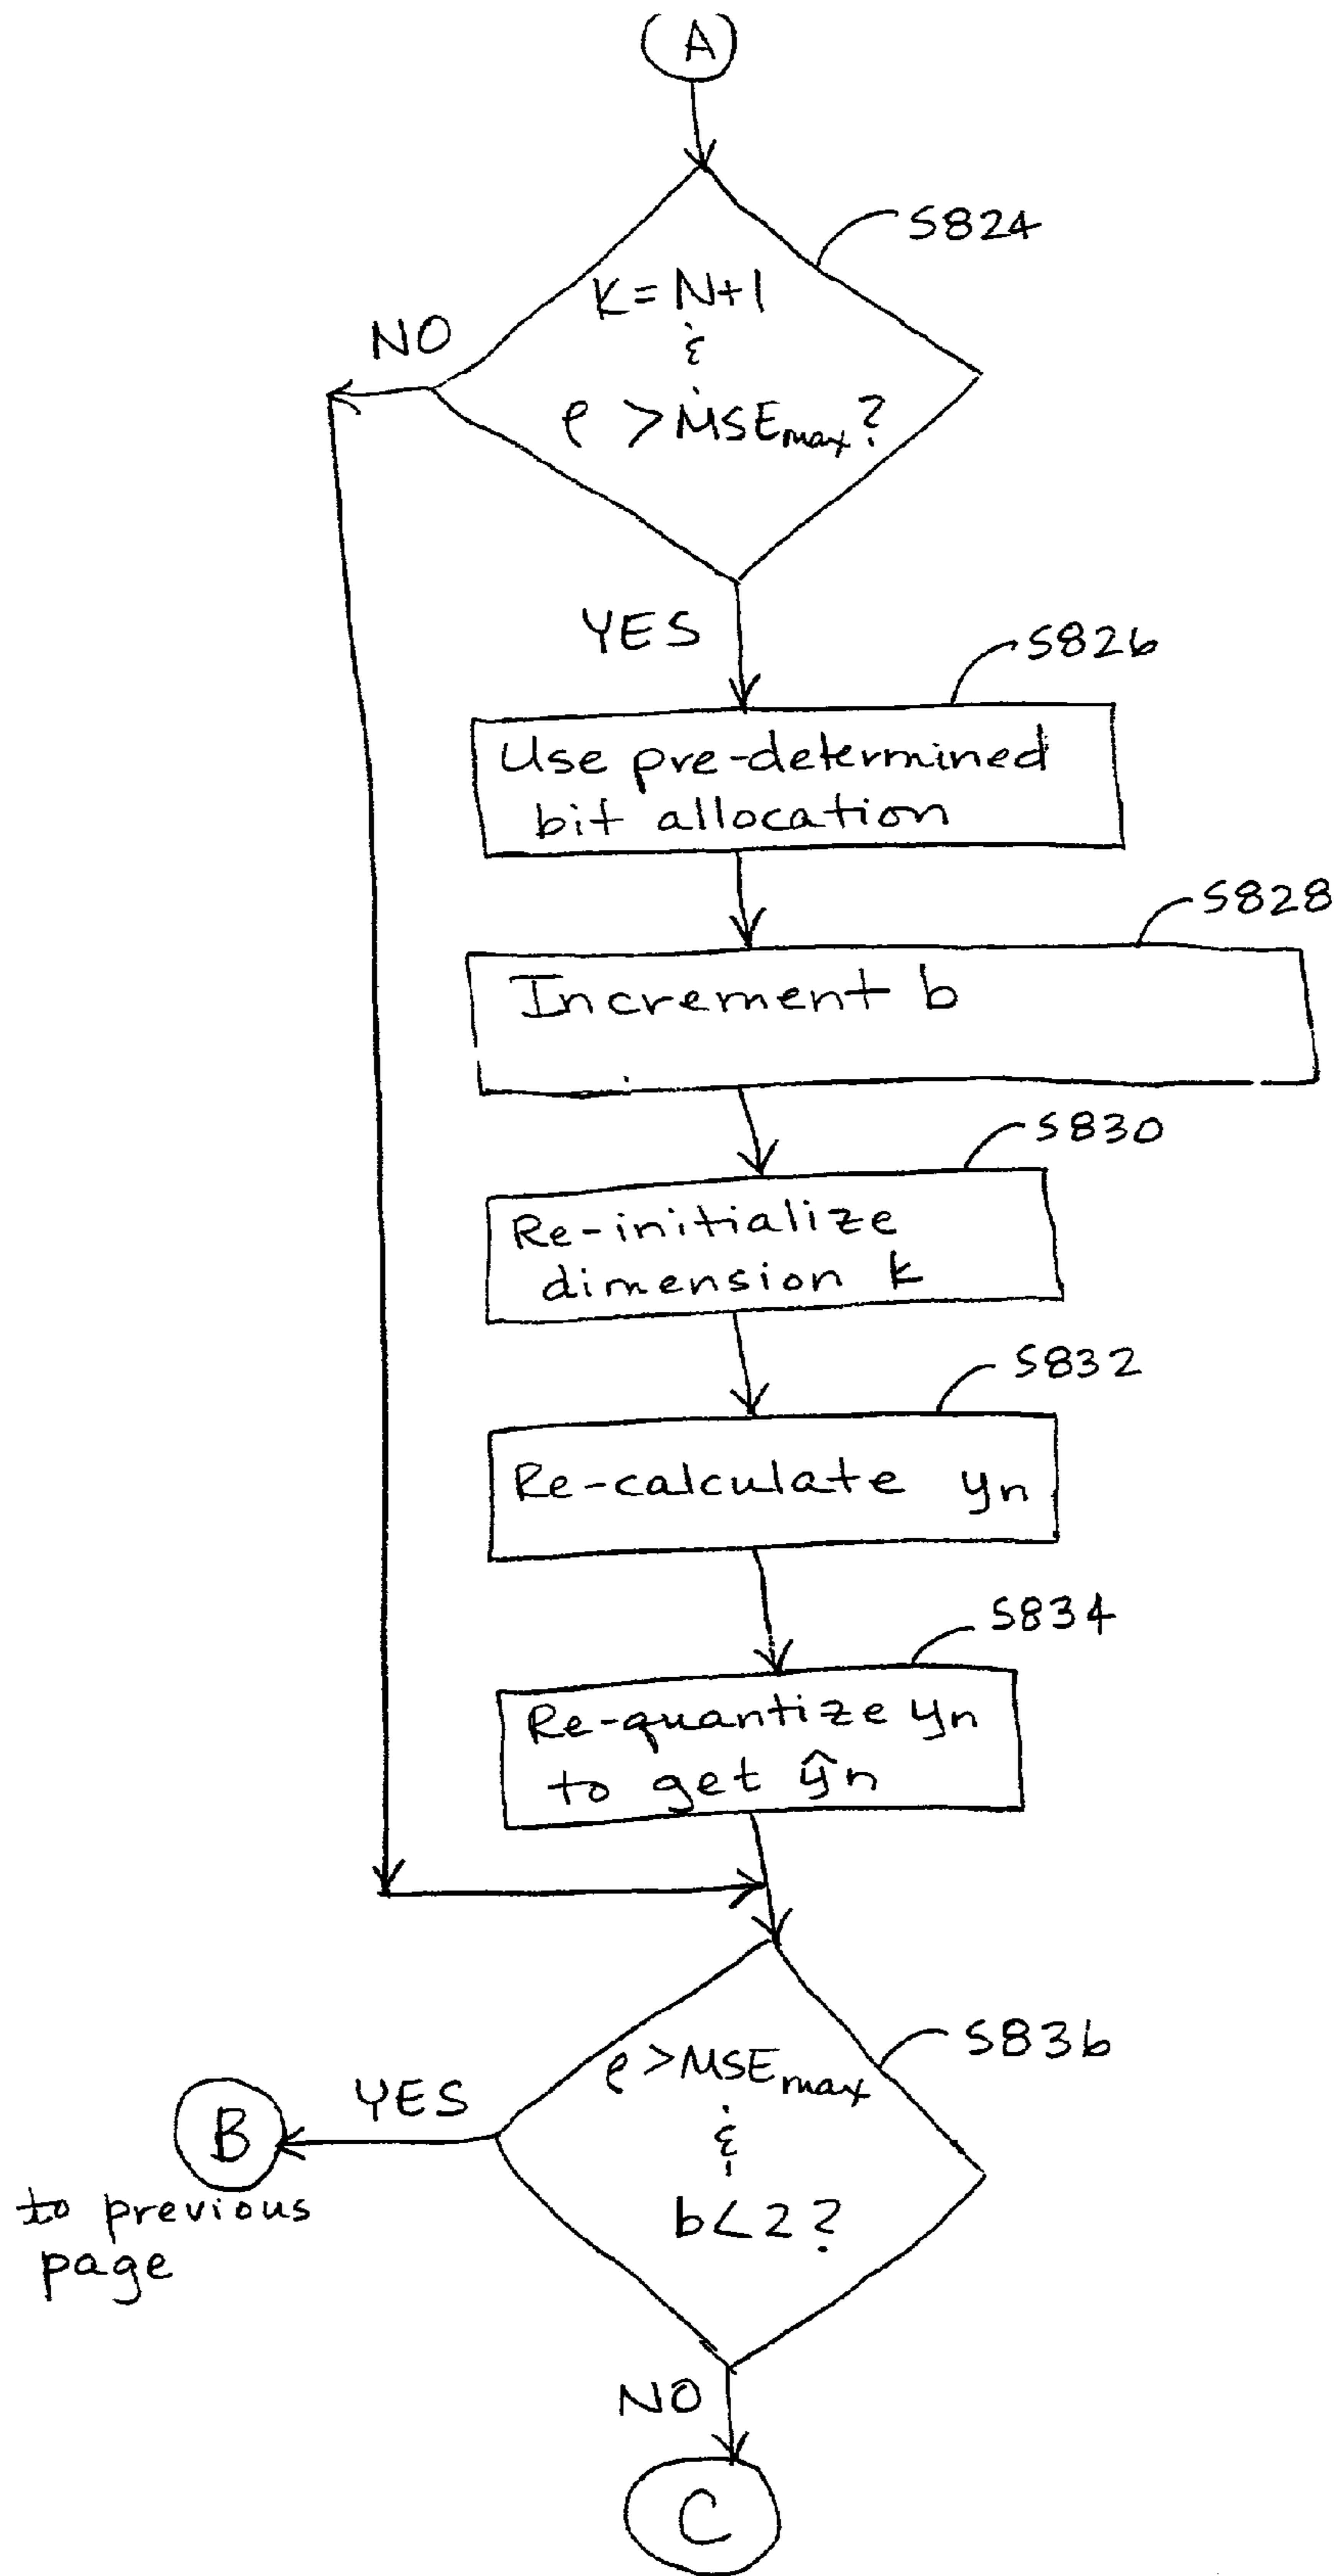 (A)
S824
K=N+1
&
ρ > MSEmax?
NO
YES
S826
Use pre-determined
bit allocation
S828
Increment b
S830
Re-initialize
dimension k
S832
Re-calculate yn
S834
Re-quantize yn
to get ŷn
S836
ρ>MSEmax
&
b<2?
YES
B
to previous
page
NO
C